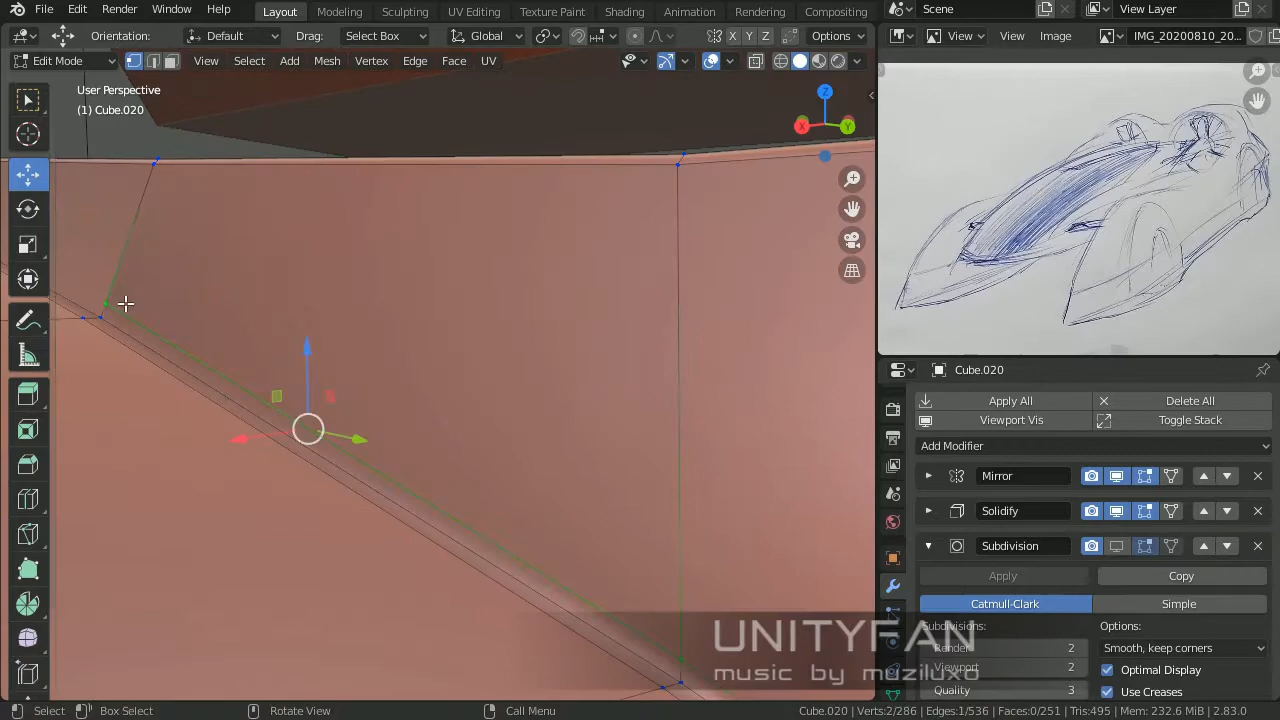 File Edit Render Window Help Layout Modeling Sculpting UV Editing Texture Paint Shading Animation Rendering Compositing Scene View Layer
Orientation: Default Drag: Select Box Global X Y Z Options View View Image IMG_20200810_20...
Edit Mode View Select Add Mesh Vertex Edge Face UV
User Perspective
(1) Cube.020
Z
X Y
Cube.020
Apply All Delete All
Viewport Vis Toggle Stack
Add Modifier
Mirror
Solidify
Subdivision
Apply Copy
Catmull-Clark Simple
Subdivisions: Options:
Render 2 Smooth, keep corners
Viewport 2 Optimal Display
Quality 3 Use Creases
UNITYFAN
music by muziluxo
Select Box Select Rotate View Call Menu Cube.020 | Verts:2/286 | Edges:1/536 | Faces:0/251 | Tris:495 | Mem: 232.6 MiB | 2.83.0